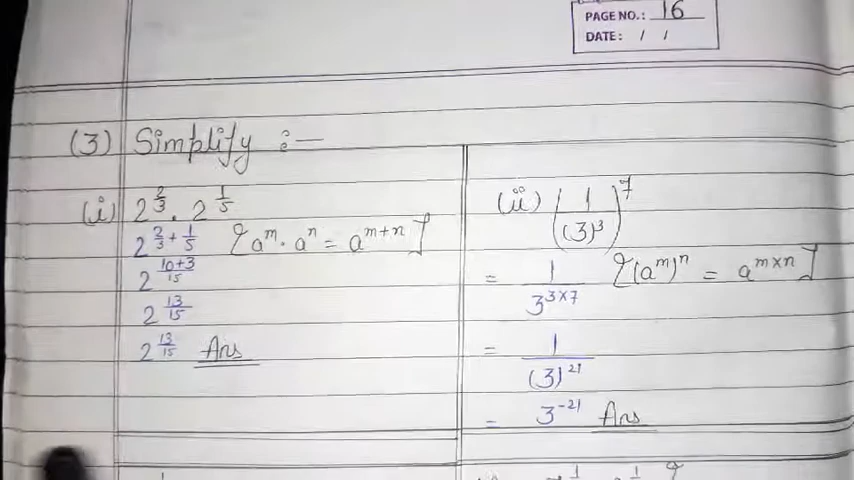 PAGE NO.: 16
DATE: / /
(3) Simplify :-
(i) 2^{2/3} . 2^{1/5}
2^{2/3 + 1/5} [a^m . a^n = a^{m+n}]
2^{(10+3)/15}
2^{13/15}
2^{13/15} Ans
(ii) (1/(3)^3)^7
= 1/3^{3×7} [(a^m)^n = a^{m×n}]
= 1/(3)^{21}
= 3^{-21} Ans